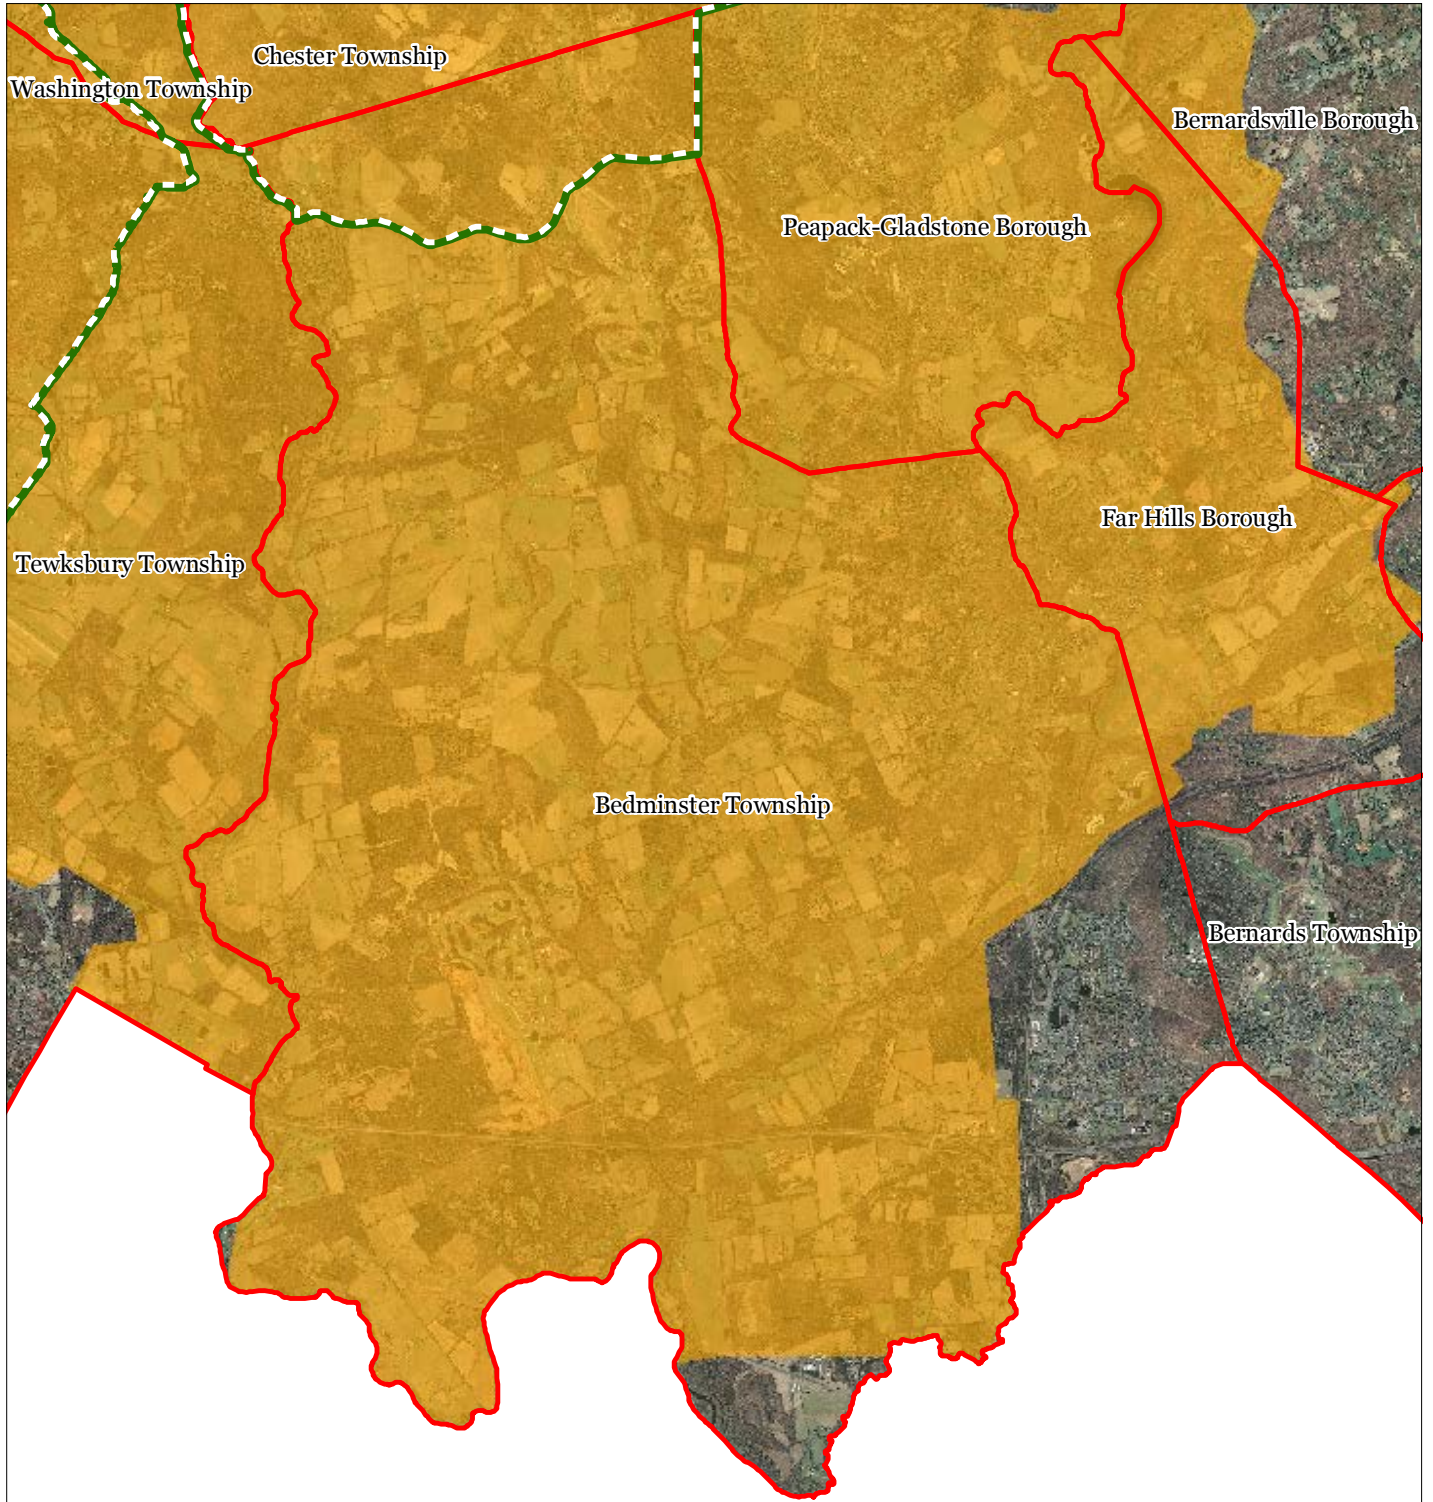 Chester Township
Washington Township
Bernardsville Borough
Peapack-Gladstone Borough
Far Hills Borough
Tewksbury Township
Bedminster Township
Bernards Township